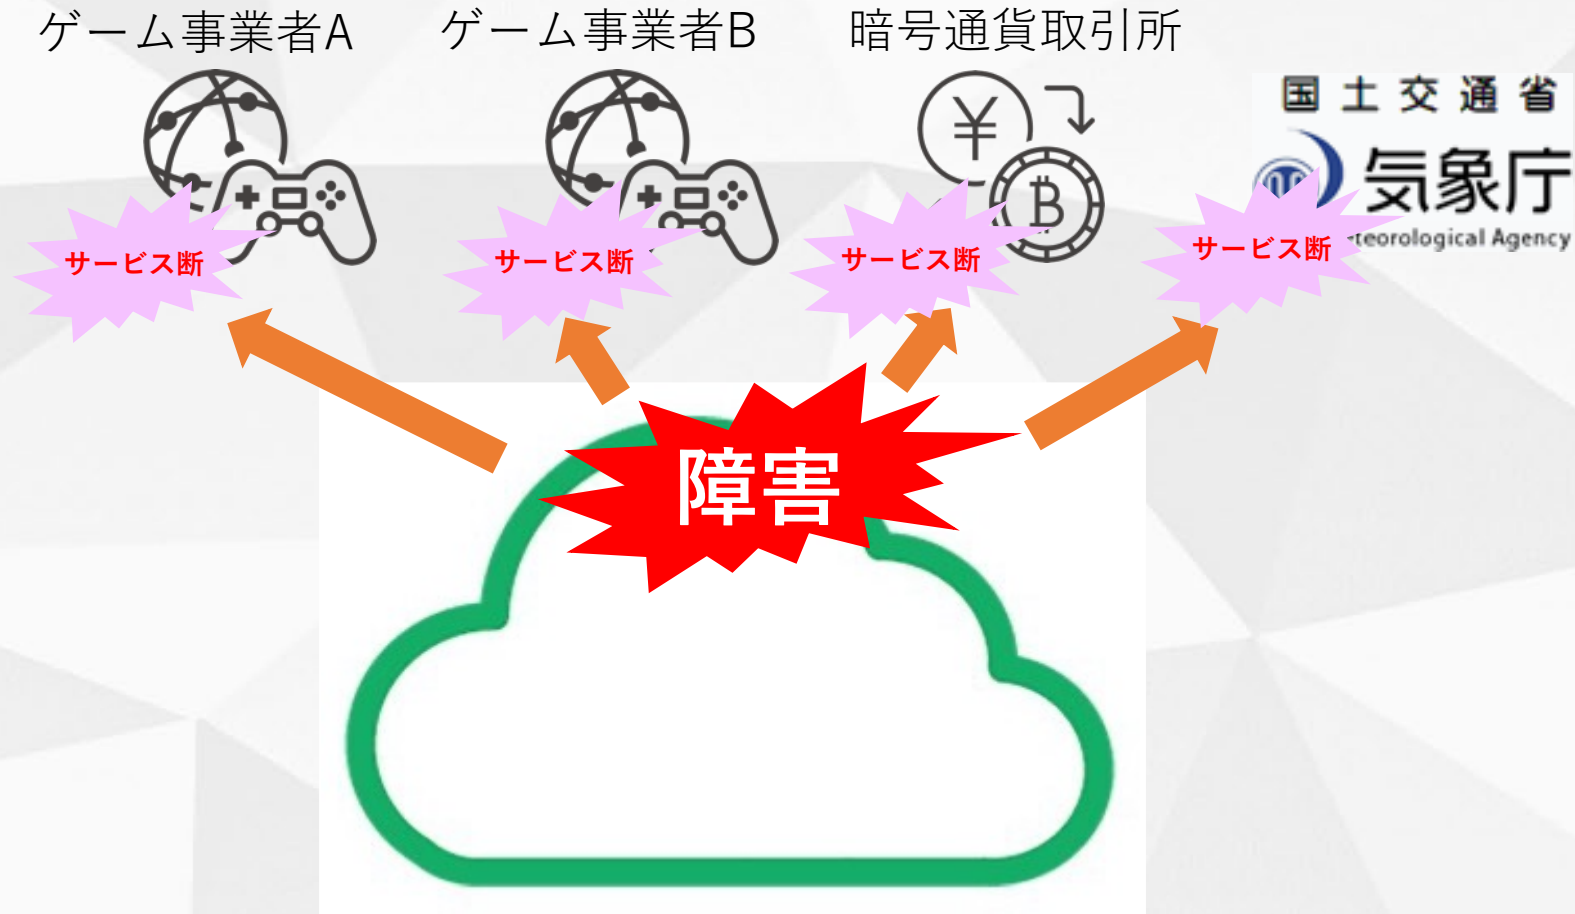 ゲーム事業者A
ゲーム事業者B
暗号通貨取引所
国土交通省
気象庁
teorological Agency
サービス断
サービス断
サービス断
サービス断
障害